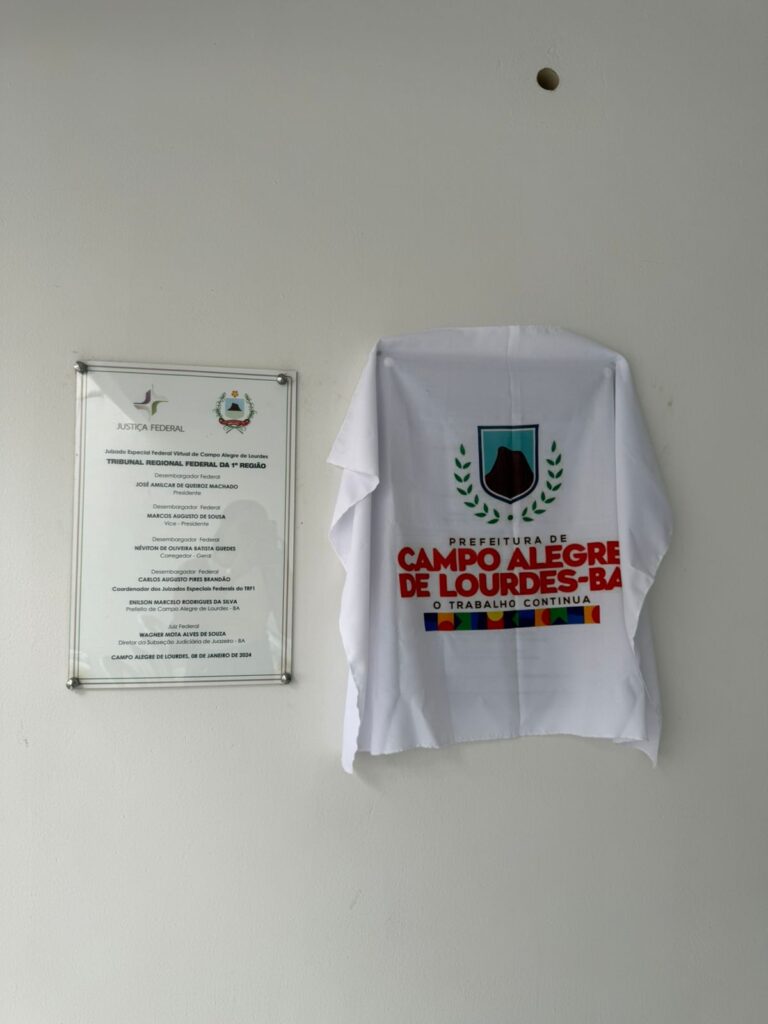 JUSTIÇA FEDERAL
Juizado Especial Federal Virtual de Campo Alegre de Lourdes
TRIBUNAL REGIONAL FEDERAL DA 1ª REGIÃO
Desembargador Federal
JOSÉ AMILCAR DE QUEIROZ MACHADO
Presidente
Desembargador Federal
MARCOS AUGUSTO DE SOUSA
Vice - Presidente
Desembargador Federal
NÉVITON DE OLIVEIRA BATISTA GUEDES
Corregedor - Geral
Desembargador Federal
CARLOS AUGUSTO PIRES BRANDÃO
Coordenador dos Juizados Especiais Federais do TRF1
ENILSON MARCELO RODRIGUES DA SILVA
Prefeito de Campo Alegre de Lourdes - BA
Juiz Federal
WAGNER MOTA ALVES DE SOUZA
Diretor da Subseção Judiciária de Juazeiro - BA
CAMPO ALEGRE DE LOURDES, 08 DE JANEIRO DE 2024
PREFEITURA DE
CAMPO ALEGRE
DE LOURDES-BA
O TRABALHO CONTINUA